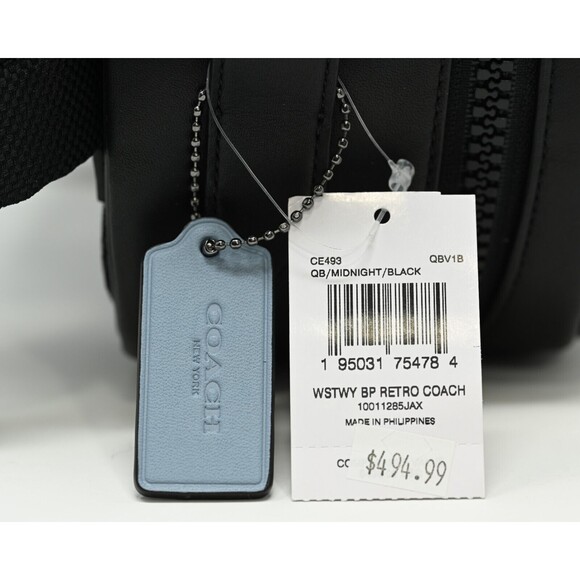 COACH
NEW YORK
CE493 QBV1B
QB/MIDNIGHT/BLACK
1 95031 75478 4
WSTWY BP RETRO COACH
10011285JAX
MADE IN PHILIPPINES
$494.99